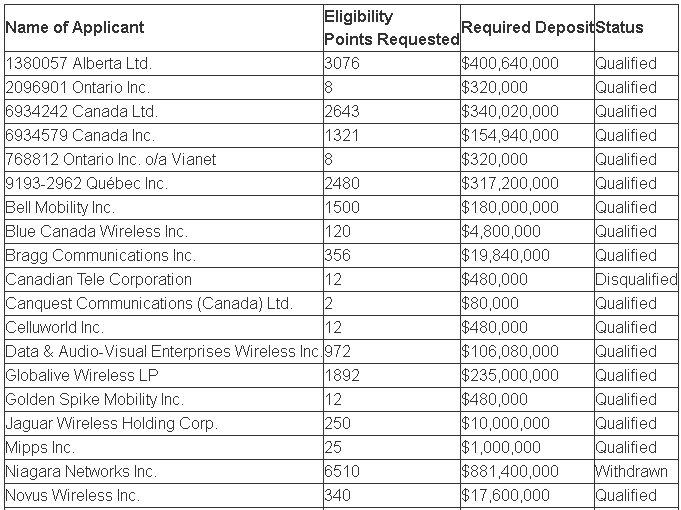 Name of Applicant Eligibility Points Requested Required Deposit Status
1380057 Alberta Ltd. 3076 $400,640,000 Qualified
2096901 Ontario Inc. 8 $320,000 Qualified
6934242 Canada Ltd. 2643 $340,020,000 Qualified
6934579 Canada Inc. 1321 $154,940,000 Qualified
768812 Ontario Inc. o/a Vianet 8 $320,000 Qualified
9193-2962 Québec Inc. 2480 $317,200,000 Qualified
Bell Mobility Inc. 1500 $180,000,000 Qualified
Blue Canada Wireless Inc. 120 $4,800,000 Qualified
Bragg Communications Inc. 356 $19,840,000 Qualified
Canadian Tele Corporation 12 $480,000 Disqualified
Canquest Communications (Canada) Ltd. 2 $80,000 Qualified
Celluworld Inc. 12 $480,000 Qualified
Data & Audio-Visual Enterprises Wireless Inc. 972 $106,080,000 Qualified
Globalive Wireless LP 1892 $235,000,000 Qualified
Golden Spike Mobility Inc. 12 $480,000 Qualified
Jaguar Wireless Holding Corp. 250 $10,000,000 Qualified
Mipps Inc. 25 $1,000,000 Qualified
Niagara Networks Inc. 6510 $881,400,000 Withdrawn
Novus Wireless Inc. 340 $17,600,000 Qualified